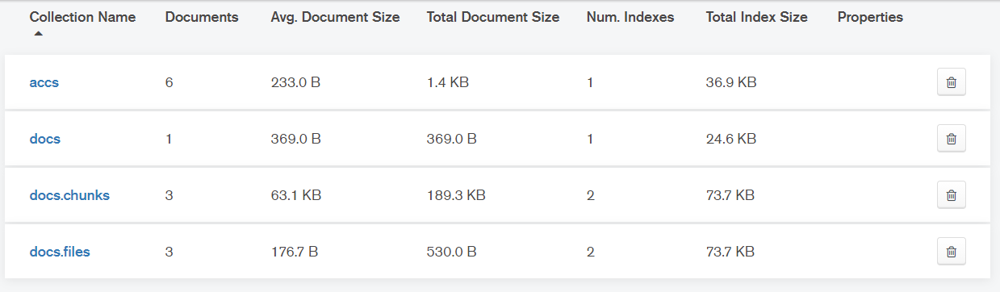 Collection Name Documents Avg. Document Size Total Document Size Num. Indexes Total Index Size Properties
accs 6 233.0 B 1.4 KB 1 36.9 KB
docs 1 369.0 B 369.0 B 1 24.6 KB
docs.chunks 3 63.1 KB 189.3 KB 2 73.7 KB
docs.files 3 176.7 B 530.0 B 2 73.7 KB